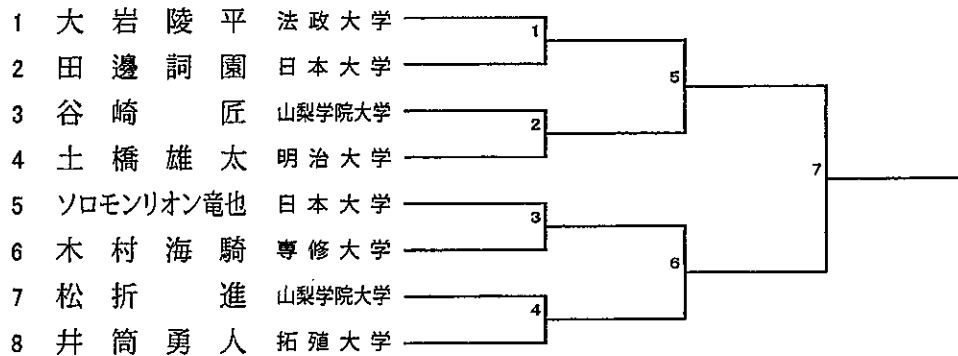 1 大岩陵平 法政大学
2 田邊詞園 日本大学
3 谷崎匠 山梨学院大学
4 土橋雄太 明治大学
5 ソロモンリオン竜也 日本大学
6 木村海騎 専修大学
7 松折進 山梨学院大学
8 井筒勇人 拓殖大学
1
2
3
4
5
6
7